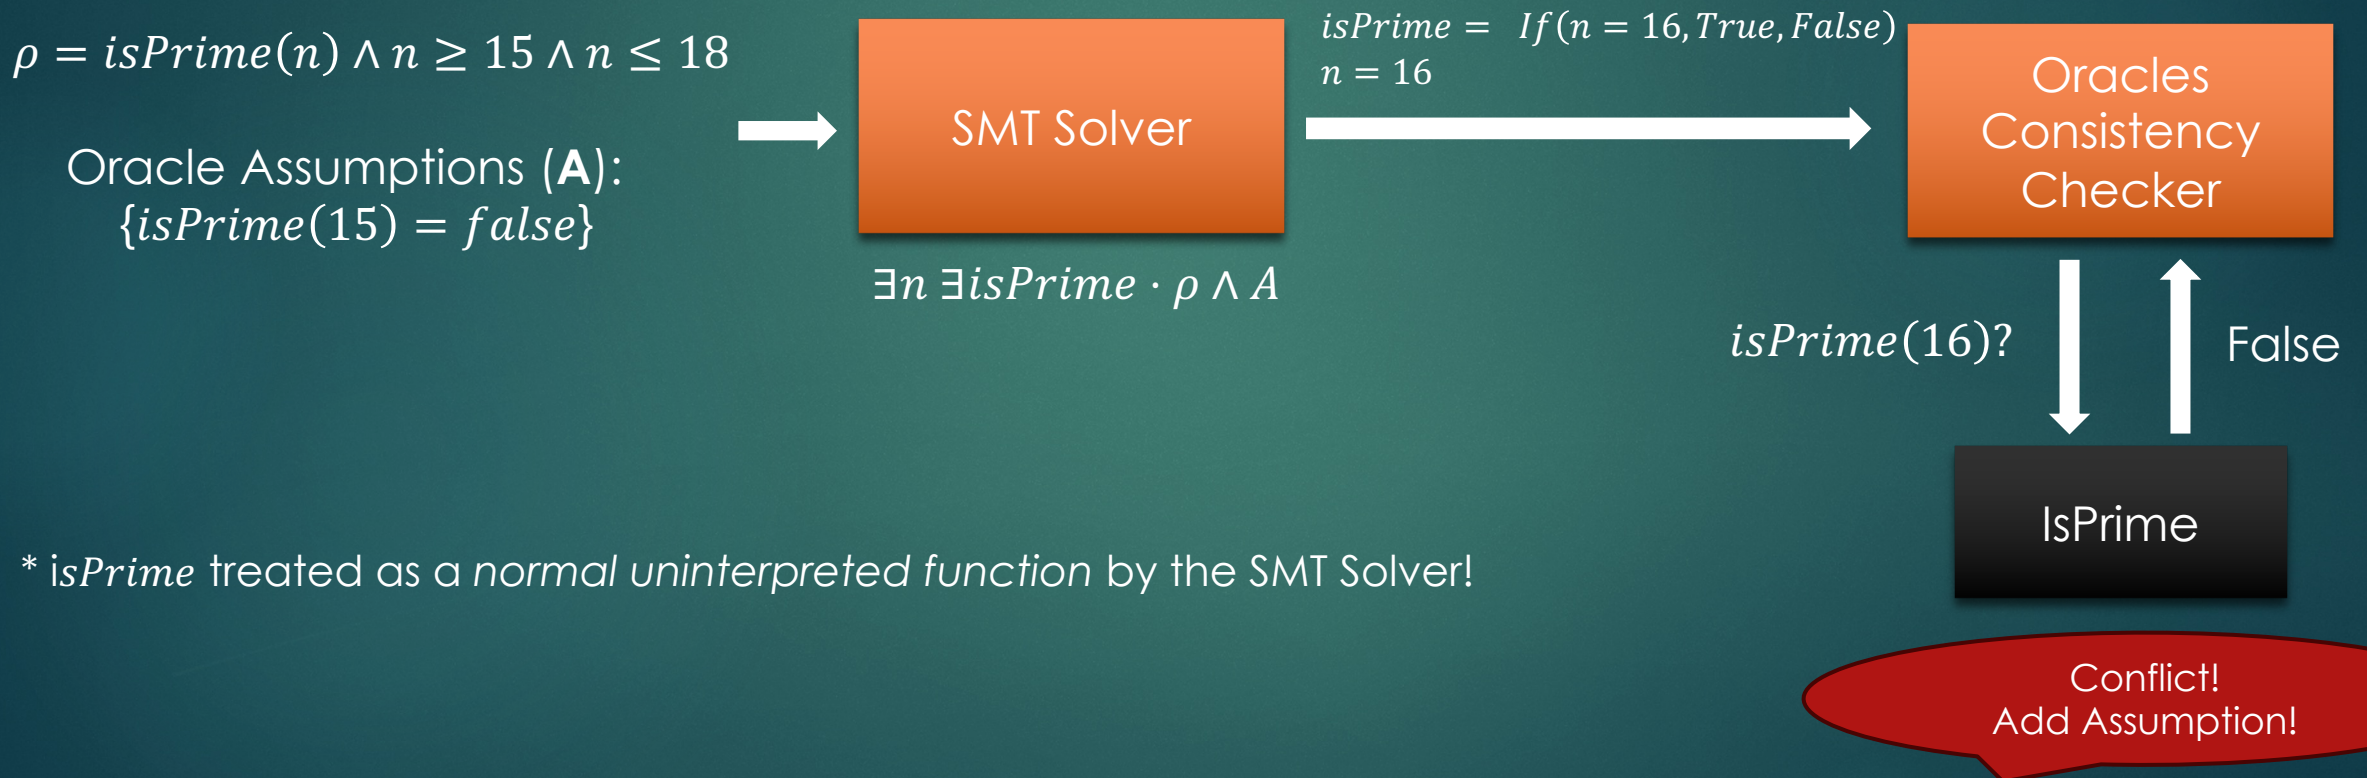 ρ = isPrime(n) ∧ n ≥ 15 ∧ n ≤ 18
Oracle Assumptions (A):
{isPrime(15) = false}
SMT Solver
∃n ∃isPrime · ρ ∧ A
isPrime = If(n = 16, True, False)
n = 16
Oracles
Consistency
Checker
isPrime(16)?
False
IsPrime
* isPrime treated as a normal uninterpreted function by the SMT Solver!
Conflict!
Add Assumption!